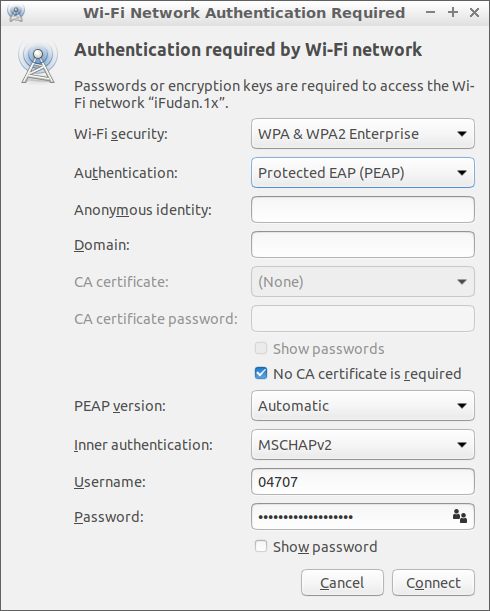 Wi-Fi Network Authentication Required
Authentication required by Wi-Fi network
Passwords or encryption keys are required to access the Wi-
Fi network “iFudan.1x”.
Wi-Fi security: WPA & WPA2 Enterprise
Authentication: Protected EAP (PEAP)
Anonymous identity:
Domain:
CA certificate: (None)
CA certificate password:
Show passwords
No CA certificate is required
PEAP version: Automatic
Inner authentication: MSCHAPv2
Username: 04707
Password: •••••••••••••••••••
Show password
Cancel Connect